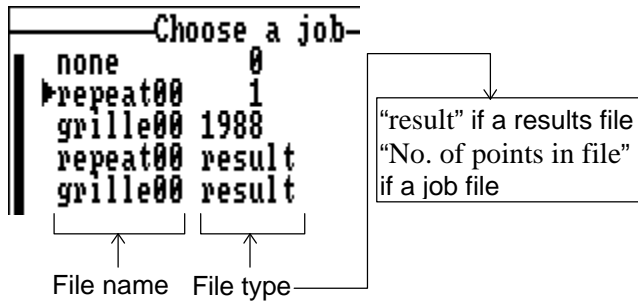 Choose a job
none 0
repeat00 1
grille00 1988
repeat00 result
grille00 result
File name File type
“result” if a results file
“No. of points in file”
if a job file